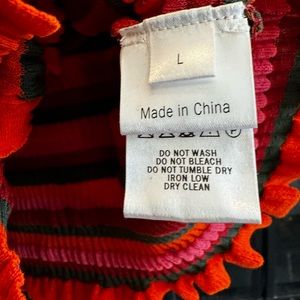 L
Made in China
DO NOT WASH
DO NOT BLEACH
DO NOT TUMBLE DRY
IRON LOW
DRY CLEAN